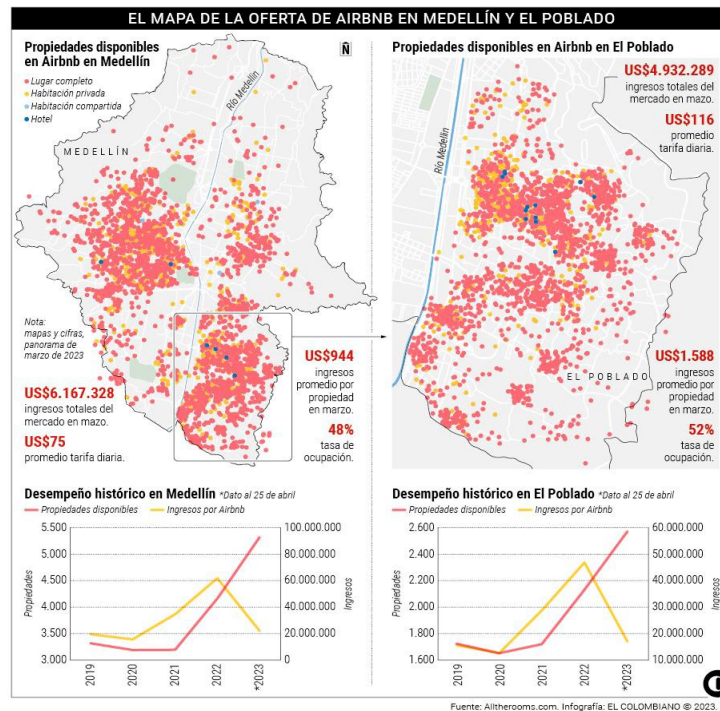 EL MAPA DE LA OFERTA DE AIRBNB EN MEDELLÍN Y EL POBLADO
Propiedades disponibles
en Airbnb en Medellín
Lugar completo
Habitación privada
Habitación compartida
Hotel
N
Río Medellín
MEDELLÍN
Nota:
mapas y cifras,
panorama de
marzo de 2023
US$6.167.328
ingresos totales del
mercado en mazo.
US$75
promedio tarifa diaria.
US$944
ingresos
promedio por
propiedad
en marzo.
48%
tasa de
ocupación.
Propiedades disponibles en Airbnb en El Poblado
US$4.932.289
ingresos totales del
mercado en mazo.
US$116
promedio
tarifa diaria.
Río Medellín
EL POBLADO
US$1.588
ingresos
promedio por
propiedad
en marzo.
52%
tasa de
ocupación.
Desempeño histórico en Medellín *Dato al 25 de abril
Propiedades disponibles
Ingresos por Airbnb
Propiedades
5.500
5.000
4.500
4.000
3.500
3.000
100.000.000
80.000.000
60.000.000
40.000.000
20.000.000
0
Ingresos
2019
2020
2021
2022
*2023
Desempeño histórico en El Poblado *Dato al 25 de abril
Propiedades disponibles
Ingresos por Airbnb
Propiedades
2.600
2.400
2.200
2.000
1.800
1.600
60.000.000
50.000.000
40.000.000
30.000.000
20.000.000
10.000.000
Ingresos
2019
2020
2021
2022
*2023
Fuente: Alltherooms.com. Infografía: EL COLOMBIANO © 2023.